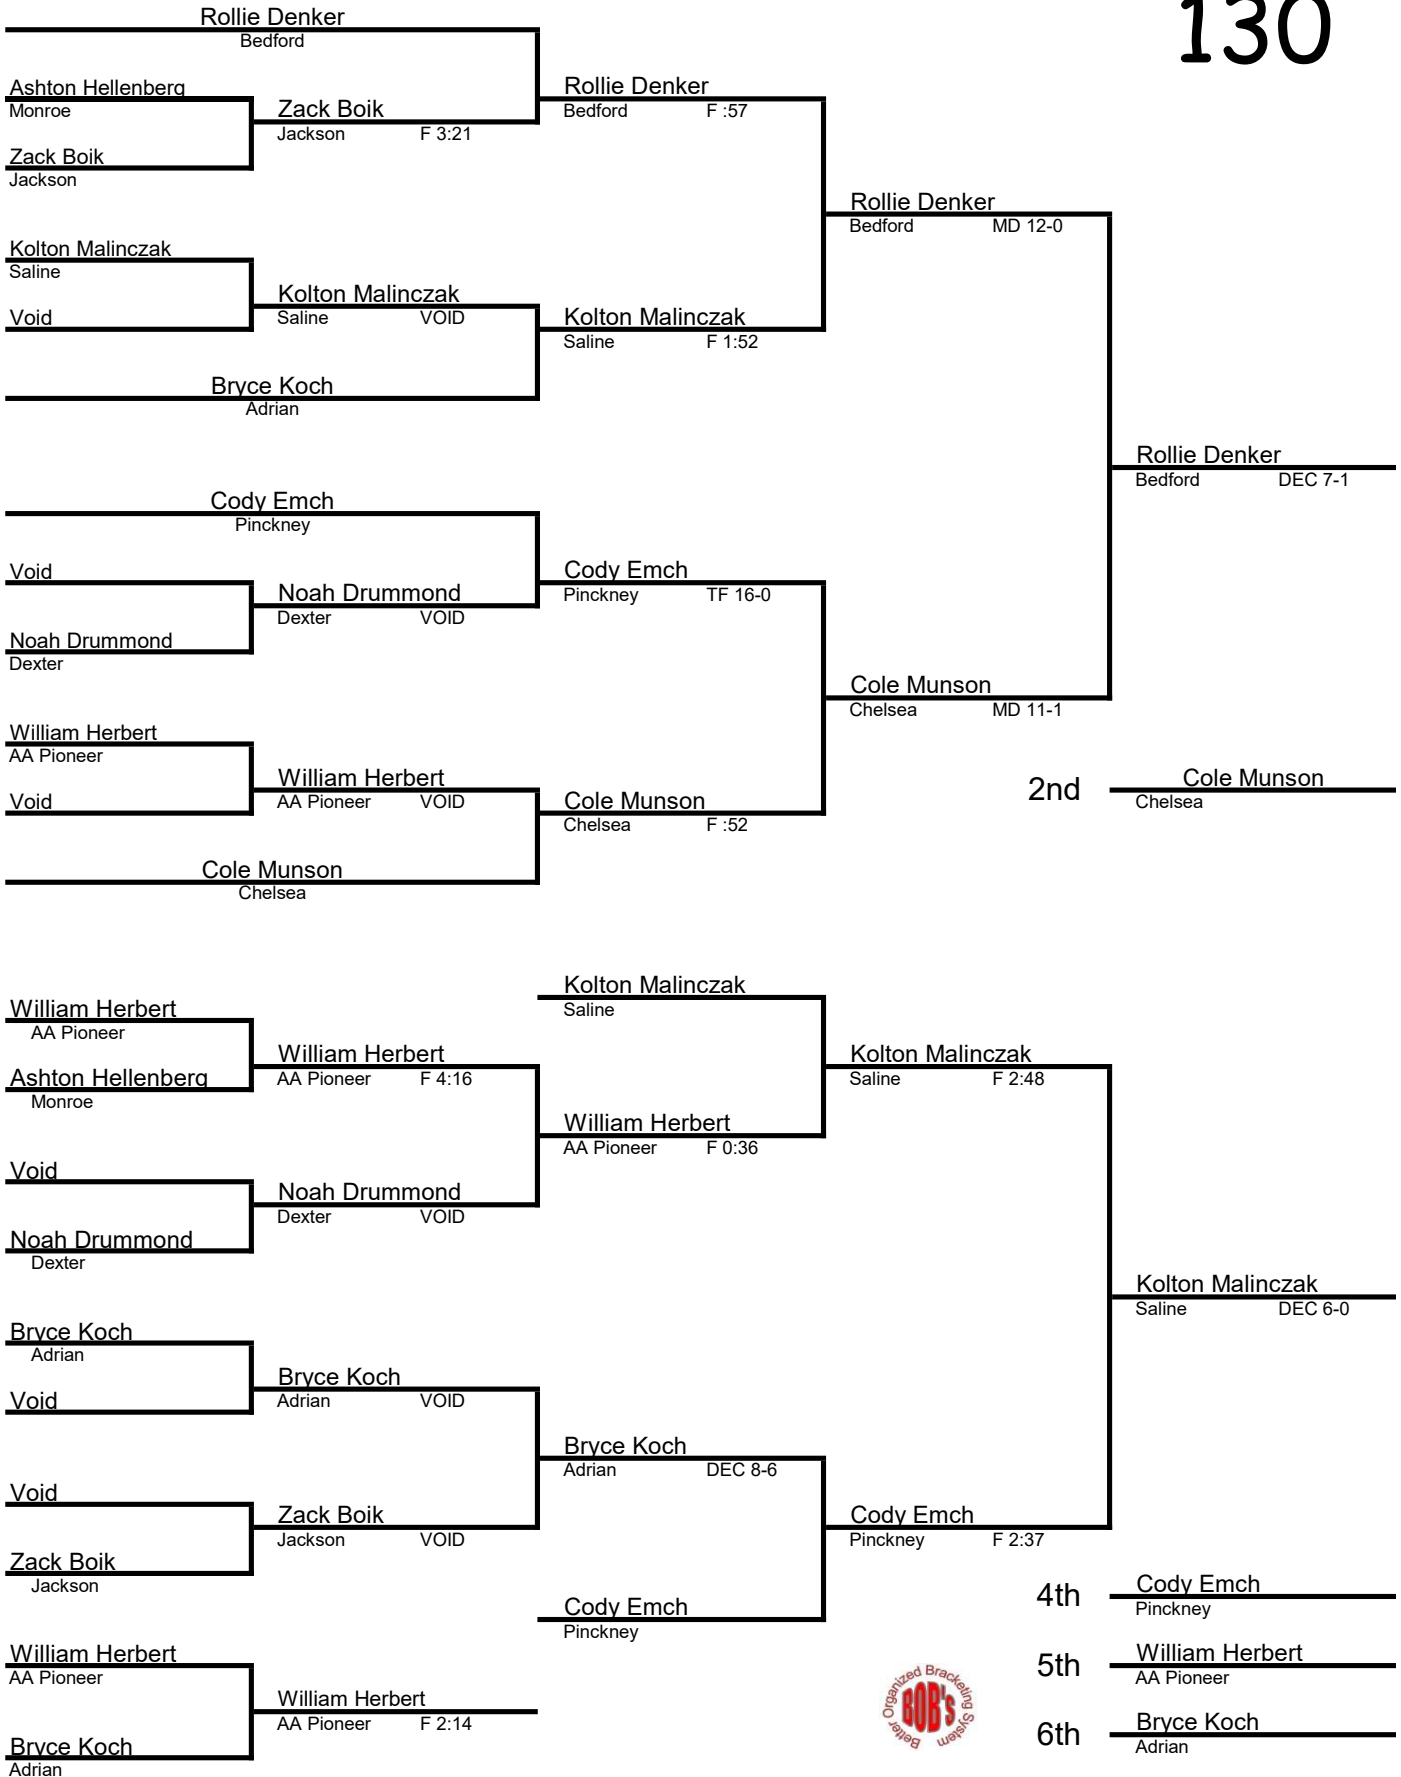 130
Rollie Denker
Bedford
Ashton Hellenberg
Monroe
Zack Boik
Jackson
Zack Boik
Jackson F 3:21
Rollie Denker
Bedford F :57
Kolton Malinczak
Saline
Void
Kolton Malinczak
Saline VOID
Bryce Koch
Adrian
Kolton Malinczak
Saline F 1:52
Rollie Denker
Bedford MD 12-0
Cody Emch
Pinckney
Void
Noah Drummond
Dexter
Noah Drummond
Dexter VOID
Cody Emch
Pinckney TF 16-0
William Herbert
AA Pioneer
Void
William Herbert
AA Pioneer VOID
Cole Munson
Chelsea
Cole Munson
Chelsea F :52
Cole Munson
Chelsea MD 11-1
Rollie Denker
Bedford DEC 7-1
2nd Cole Munson
Chelsea
William Herbert
AA Pioneer
Ashton Hellenberg
Monroe
William Herbert
AA Pioneer F 4:16
Void
Noah Drummond
Dexter
Noah Drummond
Dexter VOID
Kolton Malinczak
Saline
William Herbert
AA Pioneer F 0:36
Kolton Malinczak
Saline F 2:48
Bryce Koch
Adrian
Void
Bryce Koch
Adrian VOID
Void
Zack Boik
Jackson
Zack Boik
Jackson VOID
Bryce Koch
Adrian DEC 8-6
Cody Emch
Pinckney
Cody Emch
Pinckney F 2:37
Kolton Malinczak
Saline DEC 6-0
William Herbert
AA Pioneer
Bryce Koch
Adrian
William Herbert
AA Pioneer F 2:14
Better Organized Bracketing System
BOB's
4th Cody Emch
Pinckney
5th William Herbert
AA Pioneer
6th Bryce Koch
Adrian